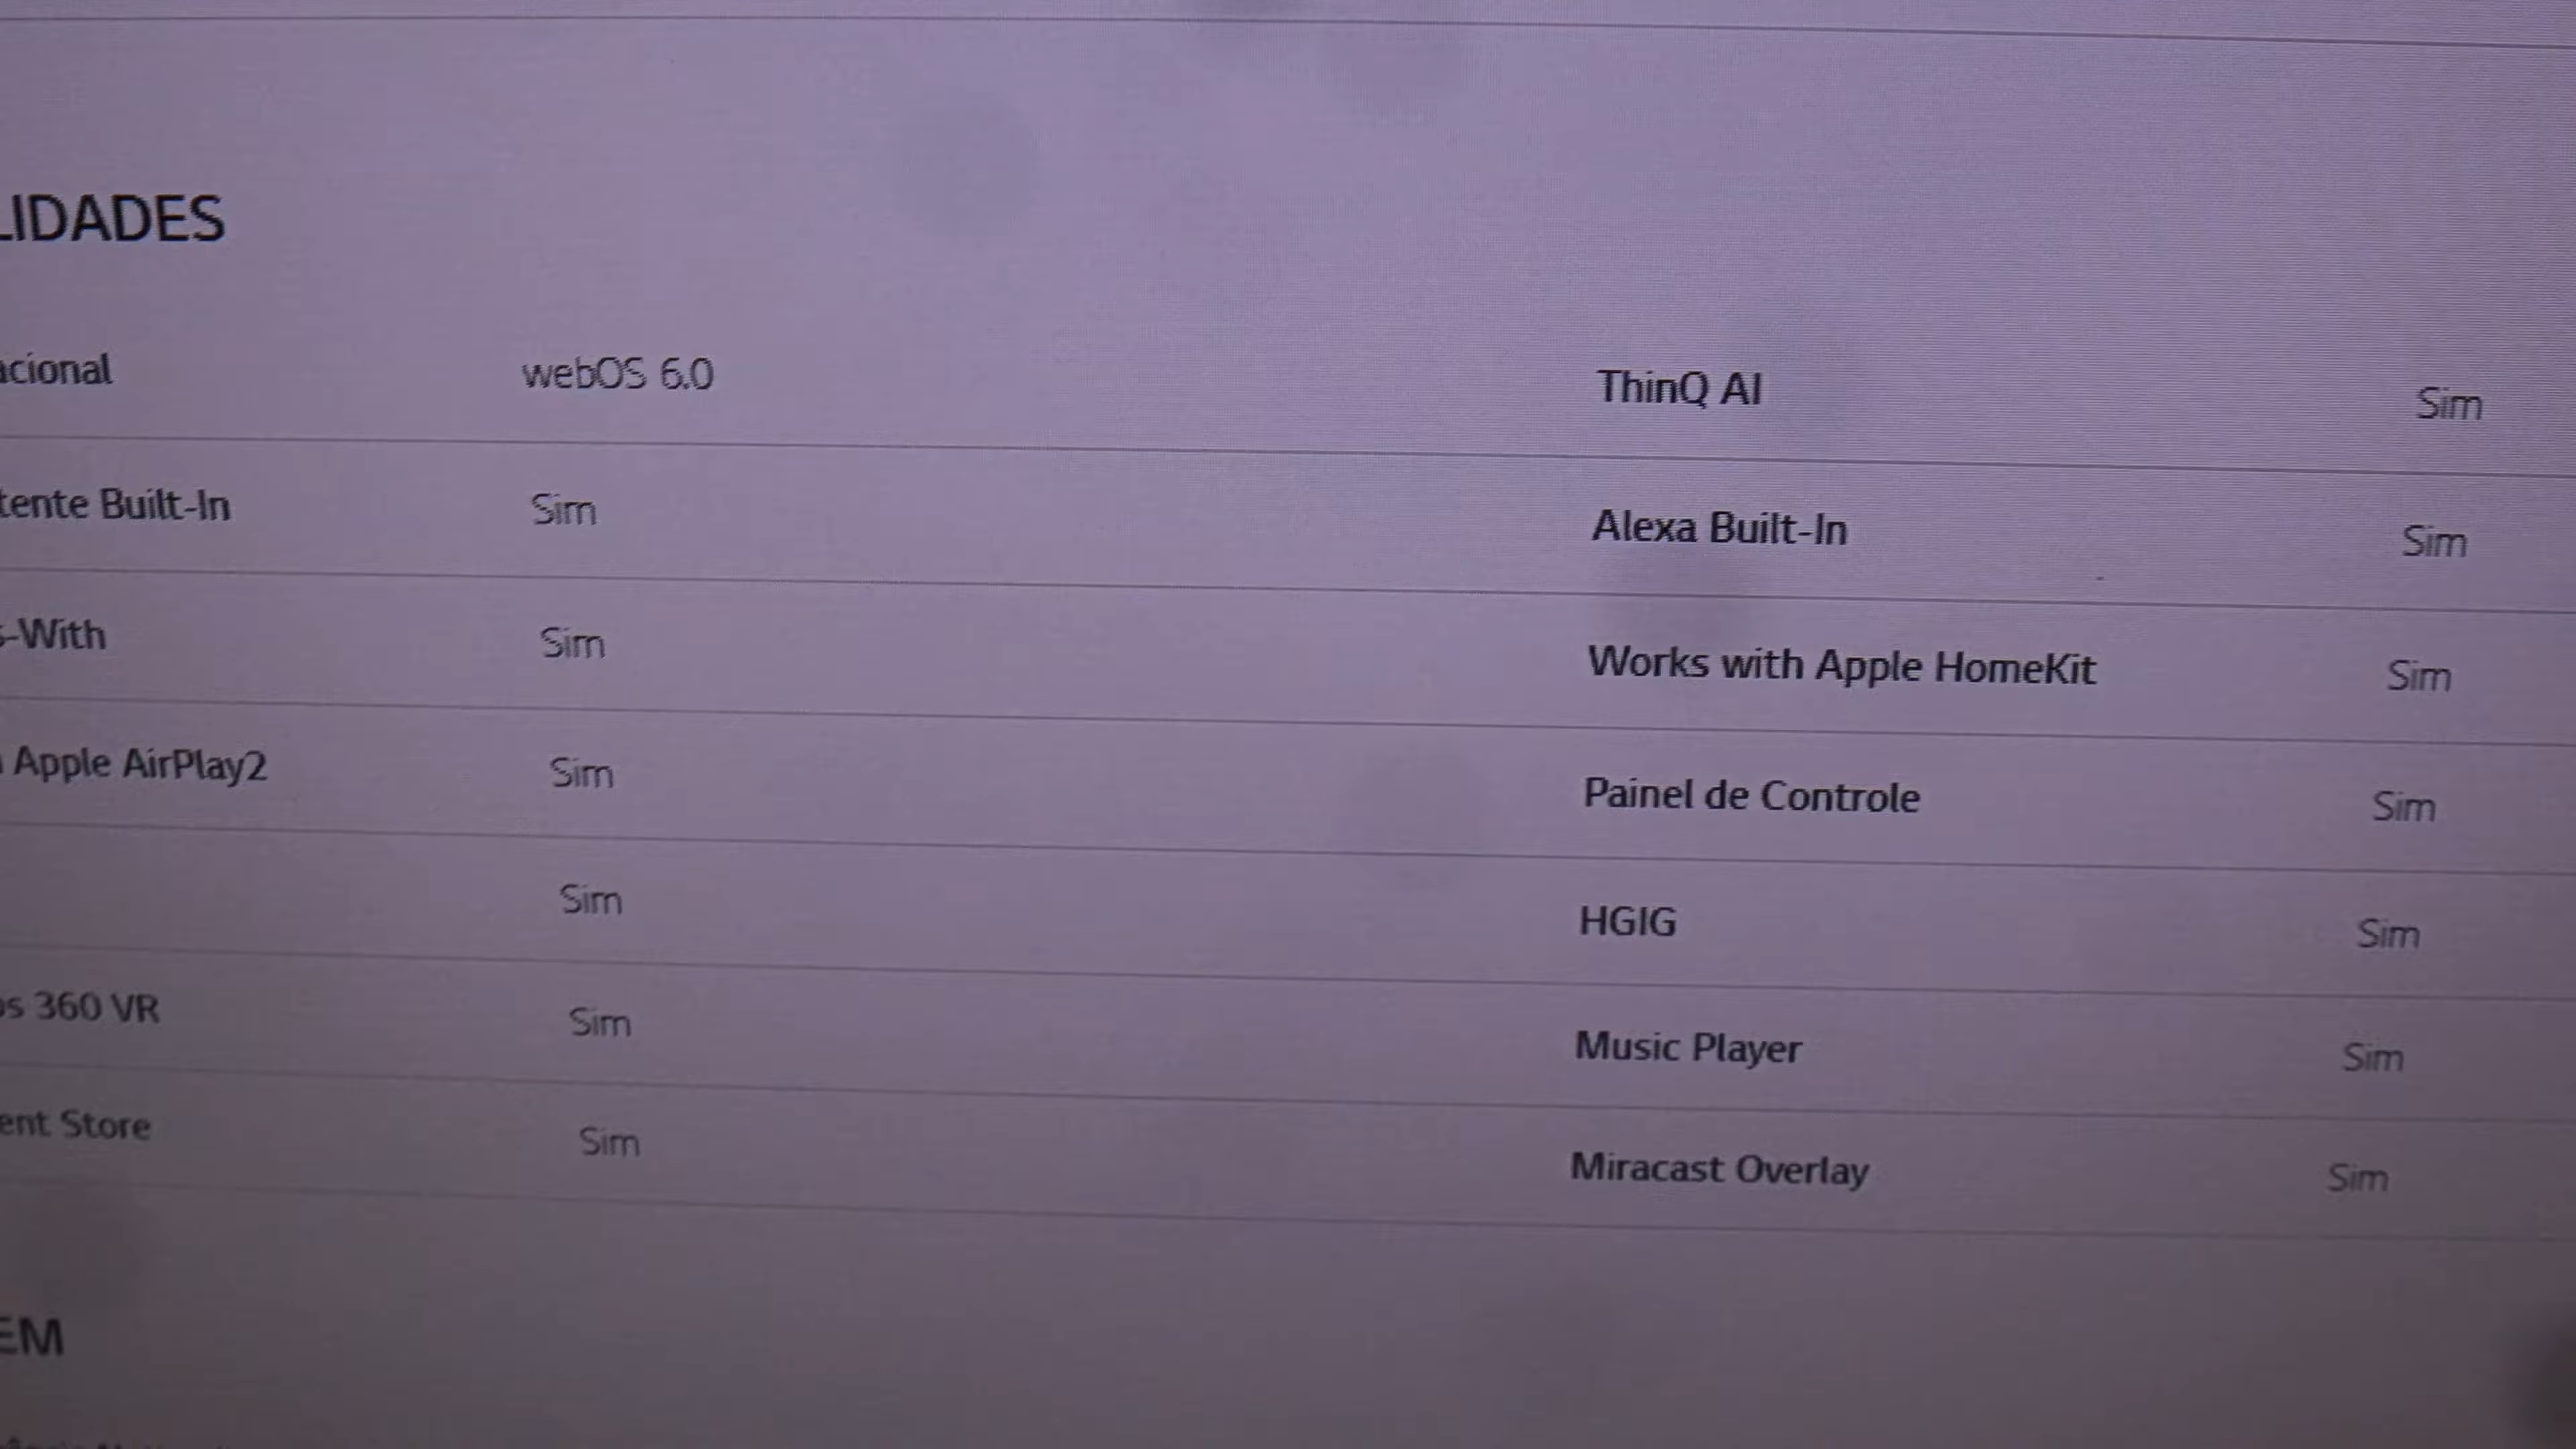 LIDADES
acional webOS 6.0 ThinQ AI Sim
tente Built-In Sim Alexa Built-In Sim
s-With Sim Works with Apple HomeKit Sim
Apple AirPlay2 Sim Painel de Controle Sim
Sim HGIG Sim
os 360 VR Sim Music Player Sim
ent Store Sim Miracast Overlay Sim
EM